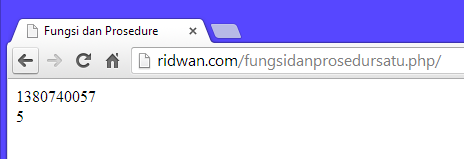 Fungsi dan Prosedure
ridwan.com/fungsidanprosedursatu.php/
1380740057
5